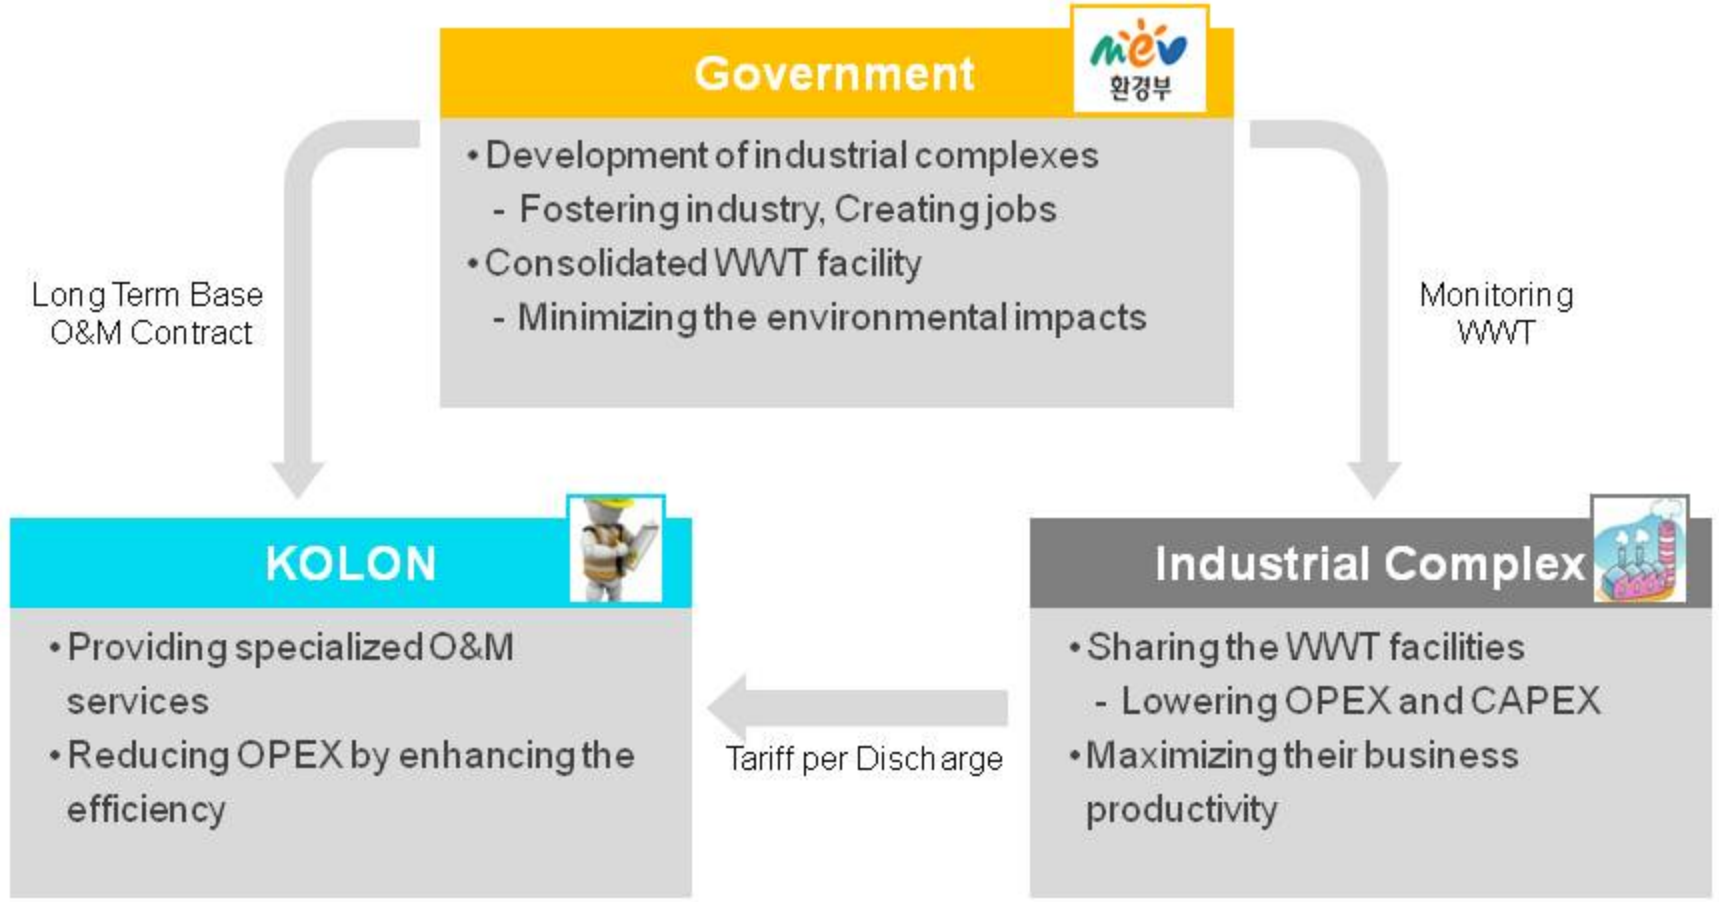 Government
mev
환경부
• Development of industrial complexes
- Fostering industry, Creating jobs
• Consolidated WWT facility
- Minimizing the environmental impacts
Long Term Base
O&M Contract
Monitoring
WWT
KOLON
• Providing specialized O&M
services
• Reducing OPEX by enhancing the
efficiency
Tariff per Discharge
Industrial Complex
• Sharing the WWT facilities
- Lowering OPEX and CAPEX
• Maximizing their business
productivity